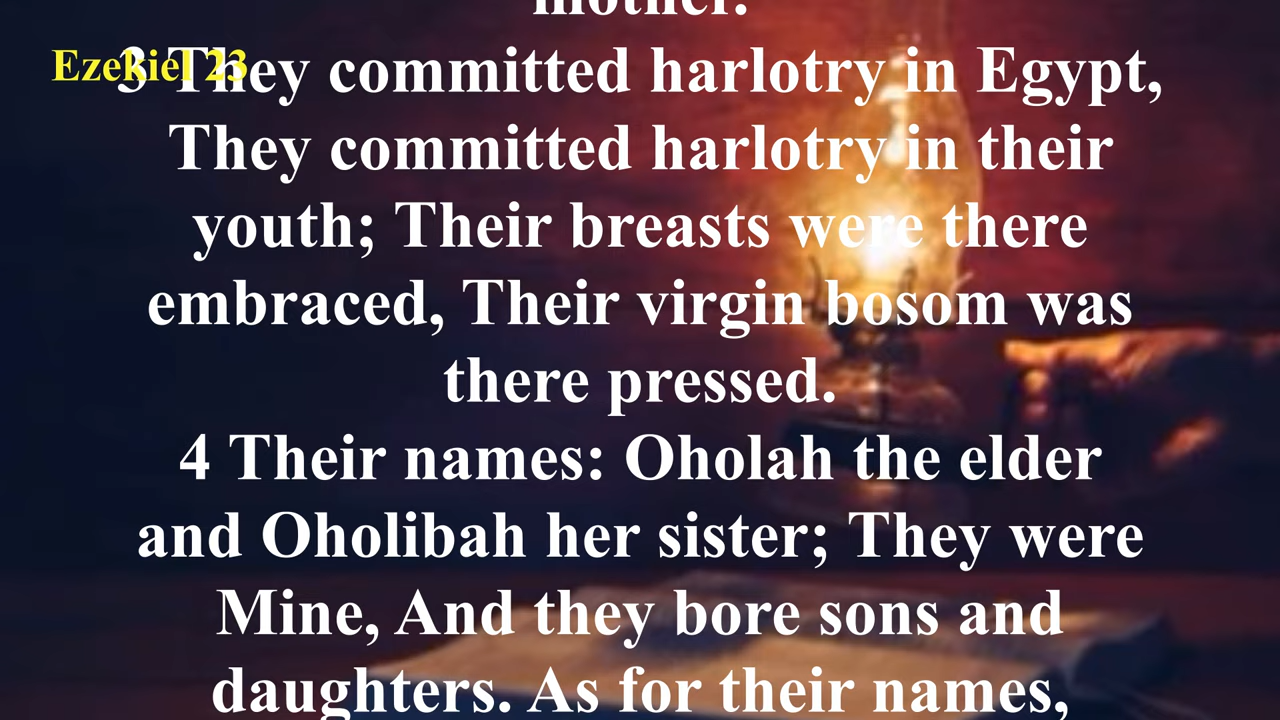 mother.
Ezekiel 23
3 They committed harlotry in Egypt,
They committed harlotry in their
youth; Their breasts were there
embraced, Their virgin bosom was
there pressed.
4 Their names: Oholah the elder
and Oholibah her sister; They were
Mine, And they bore sons and
daughters. As for their names,